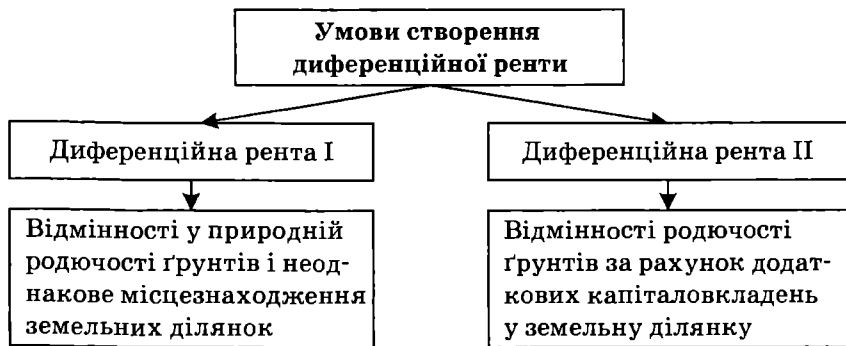 Умови створення
диференційної ренти
Диференційна рента I
Диференційна рента II
Відмінності у природній
родючості ґрунтів і неод-
накове місцезнаходження
земельних ділянок
Відмінності родючості
ґрунтів за рахунок додат-
кових капіталовкладень
у земельну ділянку